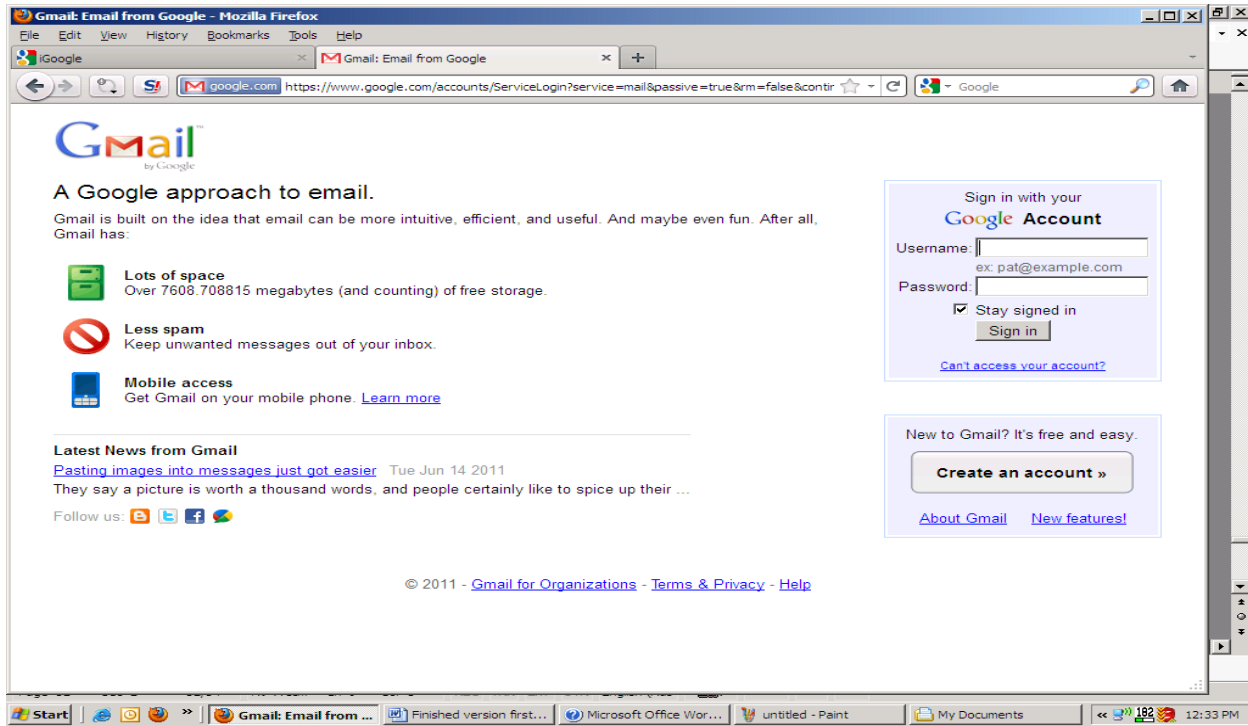 Gmail: Email from Google - Mozilla Firefox
File Edit View History Bookmarks Tools Help
iGoogle
Gmail: Email from Google
google.com https://www.google.com/accounts/ServiceLogin?service=mail&passive=true&rm=false&contir
Google
Gmail™
by Google
A Google approach to email.
Gmail is built on the idea that email can be more intuitive, efficient, and useful. And maybe even fun. After all,
Gmail has:
Lots of space
Over 7608.708815 megabytes (and counting) of free storage.
Less spam
Keep unwanted messages out of your inbox.
Mobile access
Get Gmail on your mobile phone. Learn more
Latest News from Gmail
Pasting images into messages just got easier Tue Jun 14 2011
They say a picture is worth a thousand words, and people certainly like to spice up their ...
Follow us:
Sign in with your
Google Account
Username:
ex: pat@example.com
Password:
Stay signed in
Sign in
Can't access your account?
New to Gmail? It's free and easy.
Create an account »
About Gmail New features!
© 2011 - Gmail for Organizations - Terms & Privacy - Help
Start » Gmail: Email from ... Finished version first... Microsoft Office Wor... untitled - Paint My Documents « 182 12:33 PM